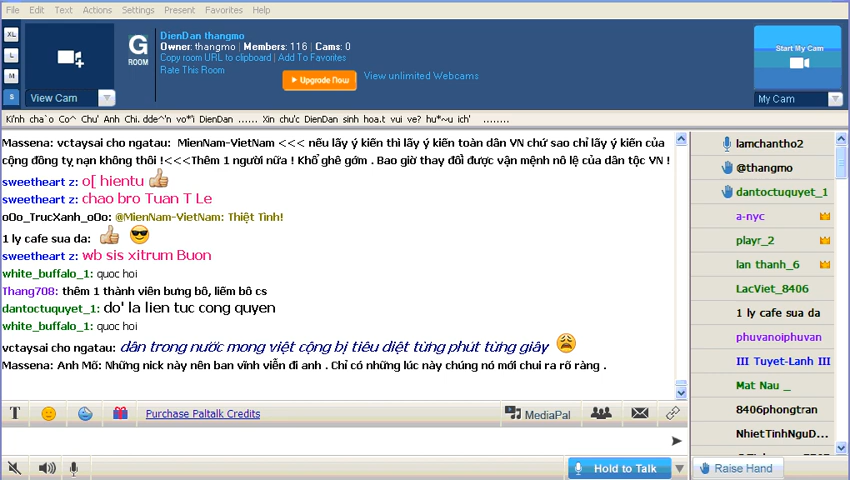 File Edit Text Actions Settings Present Favorites Help
XL
L
M
S
View Cam
G
ROOM
DienDan thangmo
Owner: thangmo | Members: 116 | Cams: 0
Copy room URL to clipboard | Add To Favorites
Rate This Room
Upgrade Now
View unlimited Webcams
Start My Cam
My Cam
Ki'nh cha`o Co^ Chu' Anh Chi. dde^'n vo*'i DienDan ...... Xin chu'c DienDan sinh hoa.t vui ve? hu*~u ich' ........
Massena: vctaysai cho ngatau: MienNam-VietNam <<< nếu lấy ý kiến thì lấy ý kiến toàn dân VN chứ sao chỉ lấy ý kiến của
cộng đồng tỵ nạn không thôi !<<<Thêm 1 người nữa ! Khổ ghê gớm . Bao giờ thay đổi được vận mệnh nô lệ của dân tộc VN !
sweetheart z: o[ hientu
sweetheart z: chao bro Tuan T Le
oOo_TrucXanh_oOo: @MienNam-VietNam: Thiệt Tình!
1 ly cafe sua da:
sweetheart z: wb sis xitrum Buon
white_buffalo_1: quoc hoi
Thang708: thêm 1 thành viên bưng bô, liếm bô cs
dantoctuquyet_1: do' la lien tuc cong quyen
white_buffalo_1: quoc hoi
vctaysai cho ngatau: dân trong nước mong việt cộng bị tiêu diệt từng phút từng giây
Massena: Anh Mõ: Những nick này nên ban vĩnh viễn đi anh . Chỉ có những lúc này chúng nó mới chui ra rõ ràng .
T
Purchase Paltalk Credits
MediaPal
Hold to Talk
lamchantho2
@thangmo
dantoctuquyet_1
a-nyc
playr_2
lan thanh_6
LacViet_8406
1 ly cafe sua da
phuvanoiphuvan
III Tuyet-Lanh III
Mat Nau _
8406phongtran
NhietTinhNguD...
Raise Hand